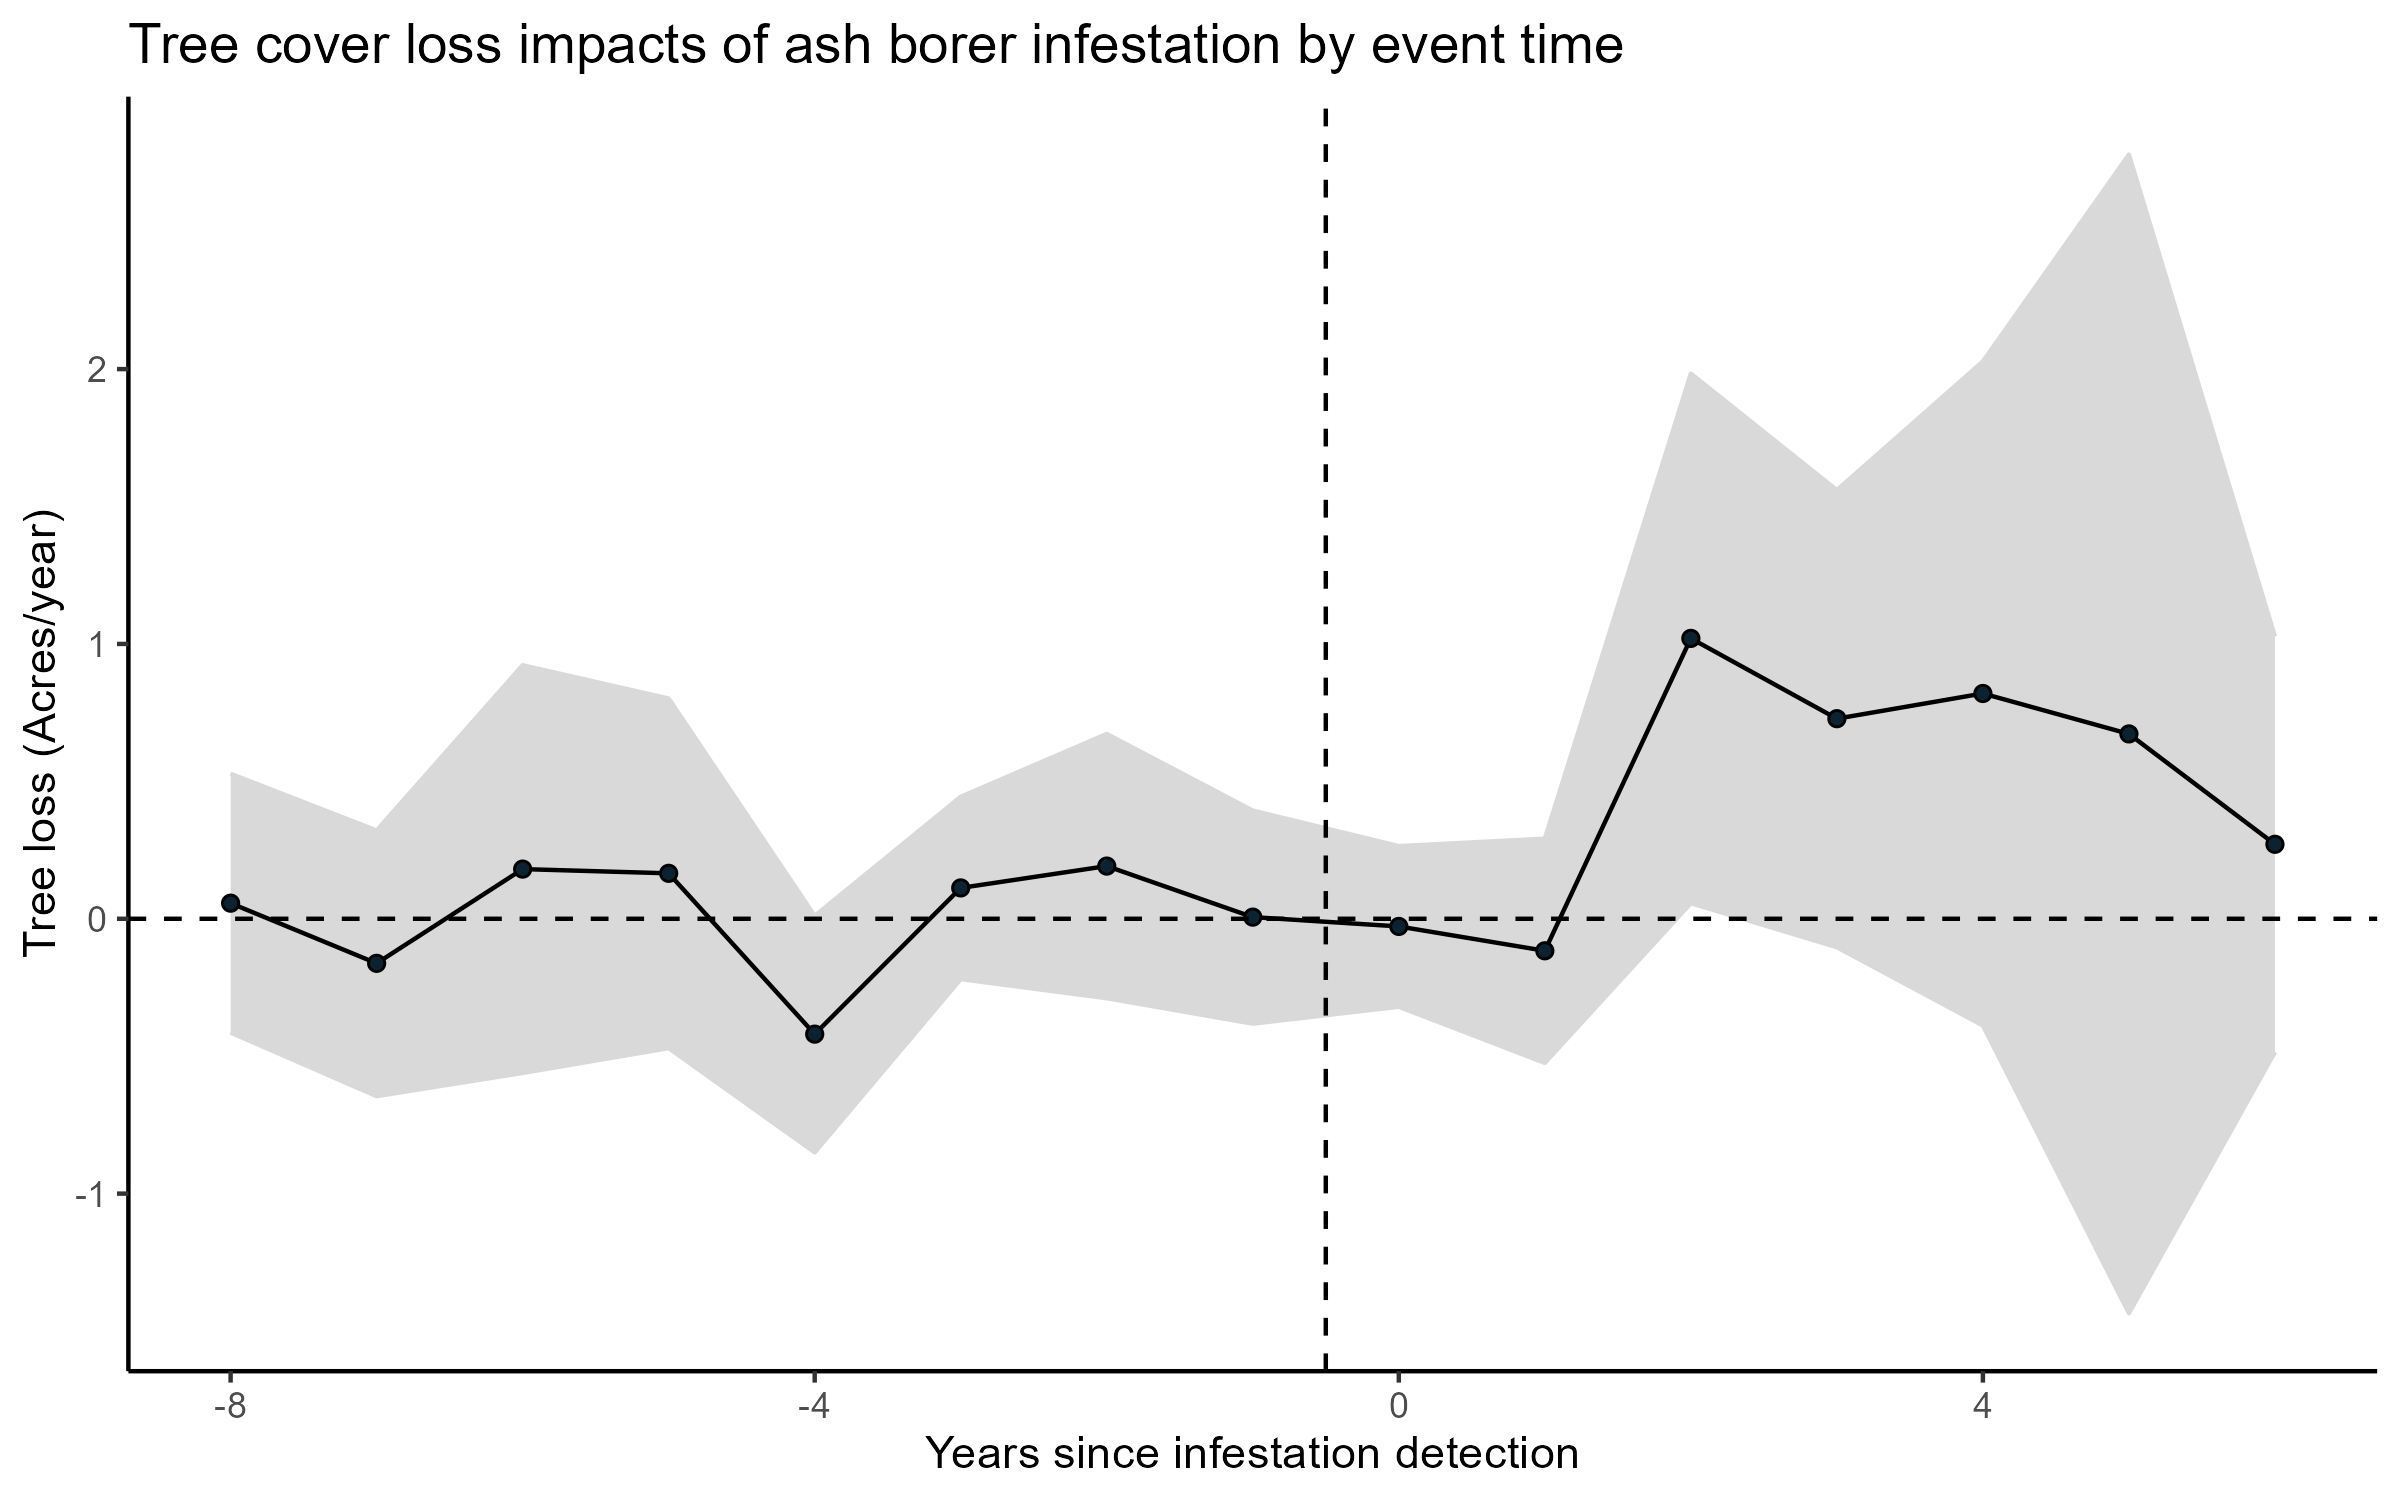 Tree cover loss impacts of ash borer infestation by event time
Tree loss (Acres/year)
2
1
0
-1
-8
-4
0
4
Years since infestation detection